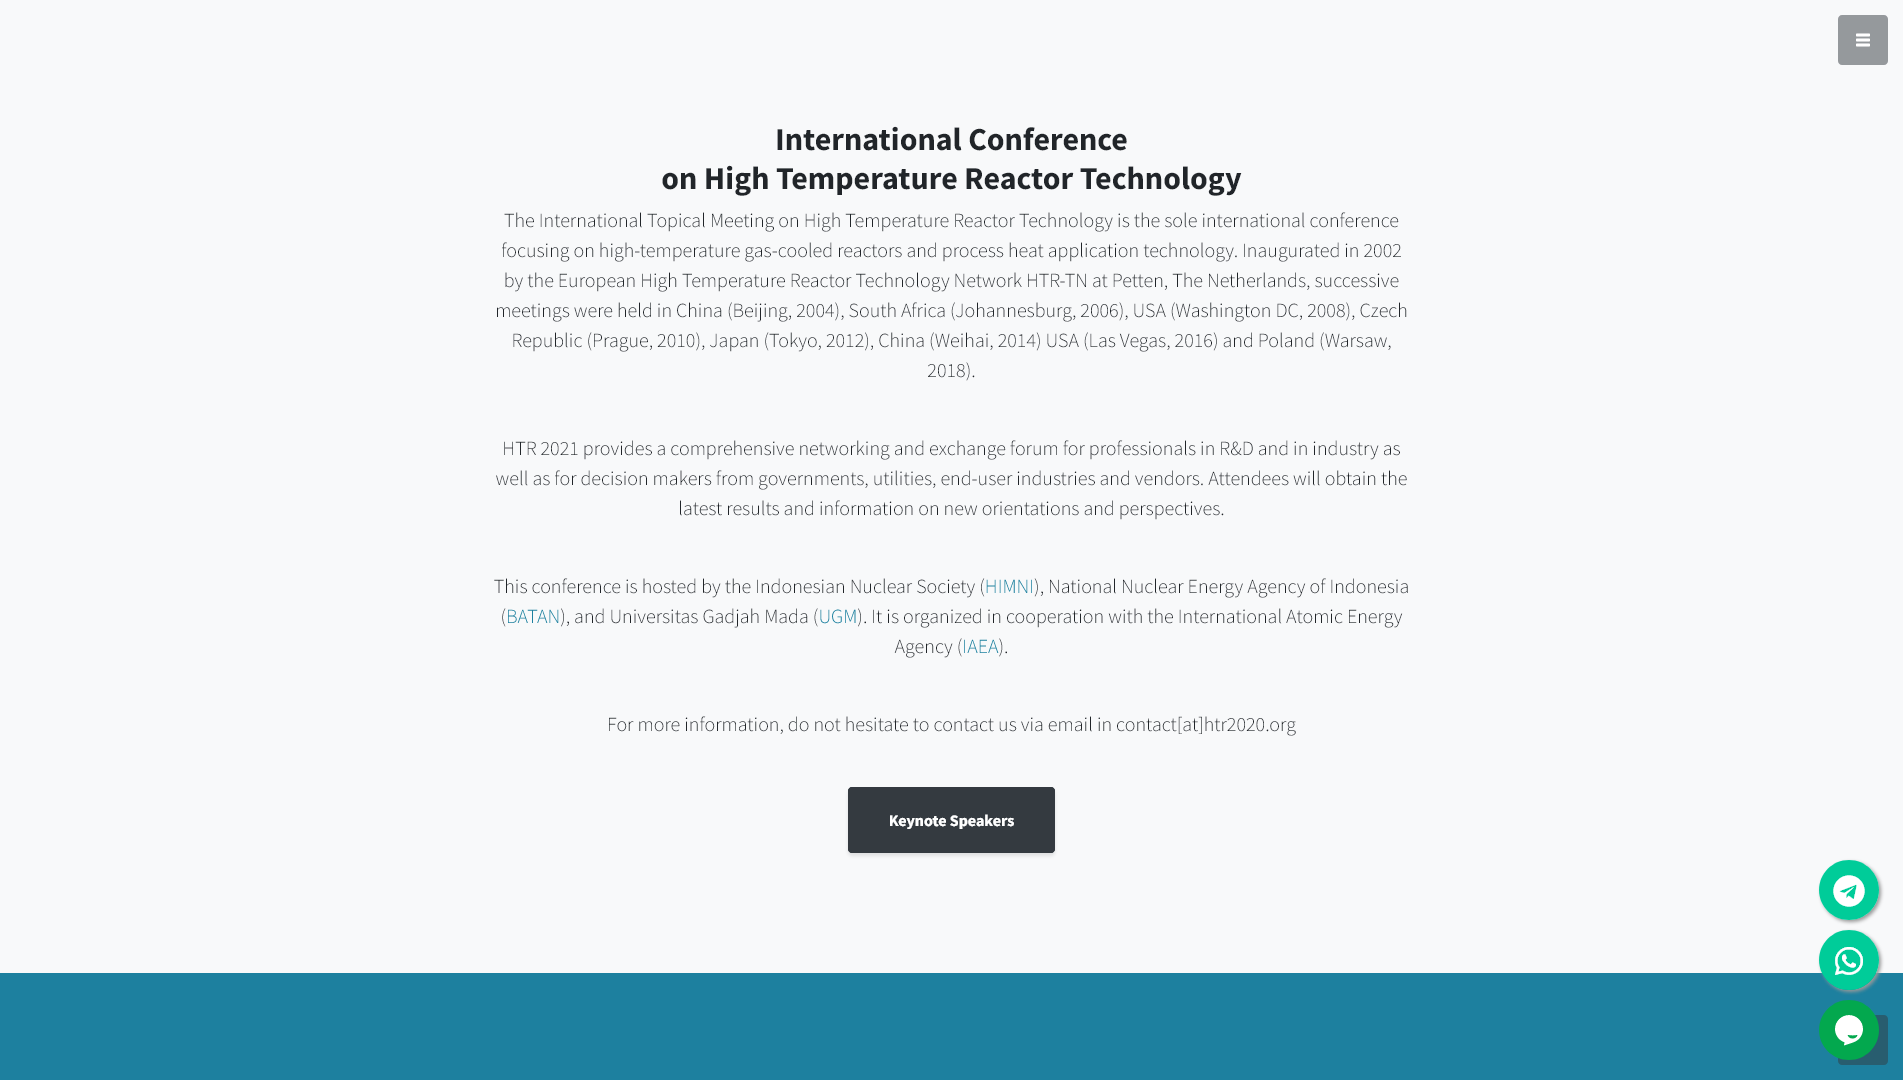 International Conference
on High Temperature Reactor Technology
The International Topical Meeting on High Temperature Reactor Technology is the sole international conference
focusing on high-temperature gas-cooled reactors and process heat application technology. Inaugurated in 2002
by the European High Temperature Reactor Technology Network HTR-TN at Petten, The Netherlands, successive
meetings were held in China (Beijing, 2004), South Africa (Johannesburg, 2006), USA (Washington DC, 2008), Czech
Republic (Prague, 2010), Japan (Tokyo, 2012), China (Weihai, 2014) USA (Las Vegas, 2016) and Poland (Warsaw,
2018).
HTR 2021 provides a comprehensive networking and exchange forum for professionals in R&D and in industry as
well as for decision makers from governments, utilities, end-user industries and vendors. Attendees will obtain the
latest results and information on new orientations and perspectives.
This conference is hosted by the Indonesian Nuclear Society (HIMNI), National Nuclear Energy Agency of Indonesia
(BATAN), and Universitas Gadjah Mada (UGM). It is organized in cooperation with the International Atomic Energy
Agency (IAEA).
For more information, do not hesitate to contact us via email in contact[at]htr2020.org
Keynote Speakers